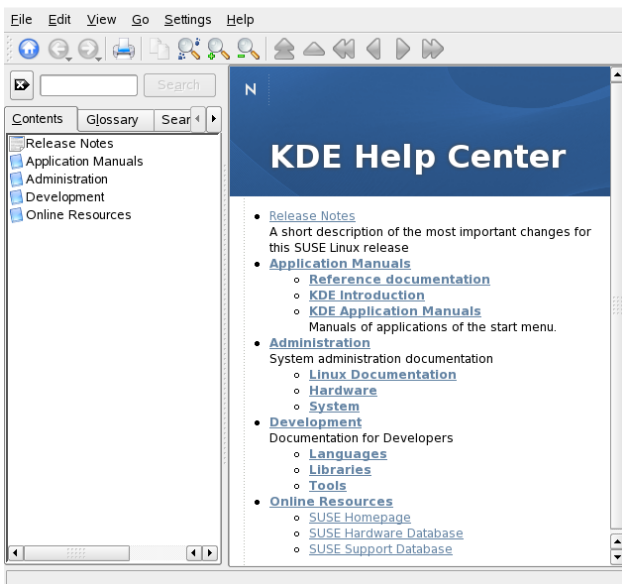 File Edit View Go Settings Help
Search
Contents Glossary Sear
Release Notes
Application Manuals
Administration
Development
Online Resources
N
KDE Help Center
Release Notes
A short description of the most important changes for
this SUSE Linux release
Application Manuals
Reference documentation
KDE Introduction
KDE Application Manuals
Manuals of applications of the start menu.
Administration
System administration documentation
Linux Documentation
Hardware
System
Development
Documentation for Developers
Languages
Libraries
Tools
Online Resources
SUSE Homepage
SUSE Hardware Database
SUSE Support Database